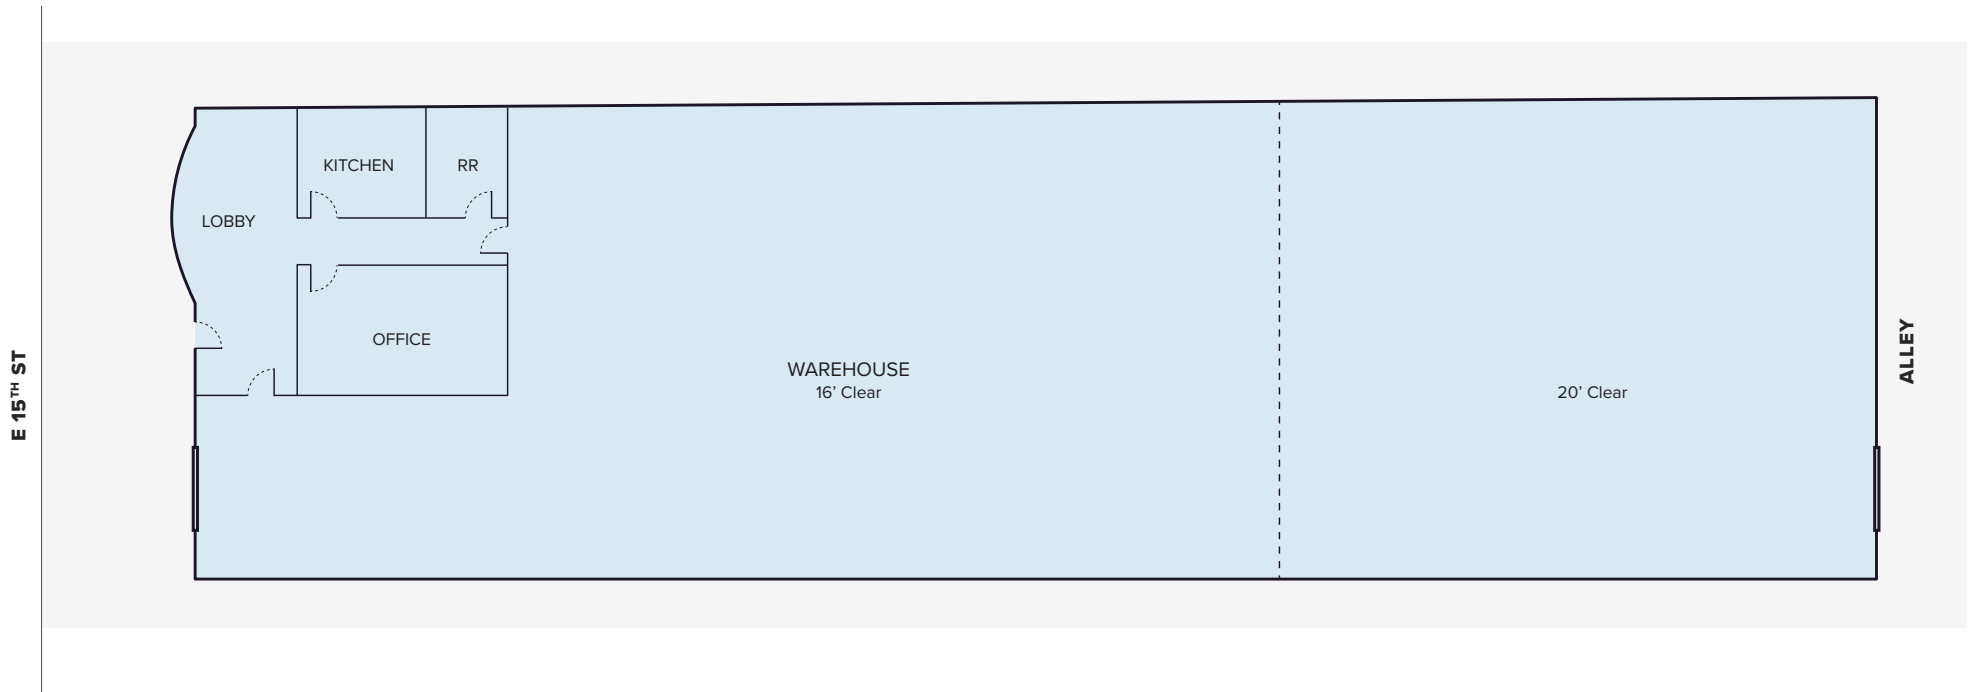 KITCHEN
RR
LOBBY
OFFICE
WAREHOUSE
16’ Clear
20’ Clear
E 15TH ST
ALLEY